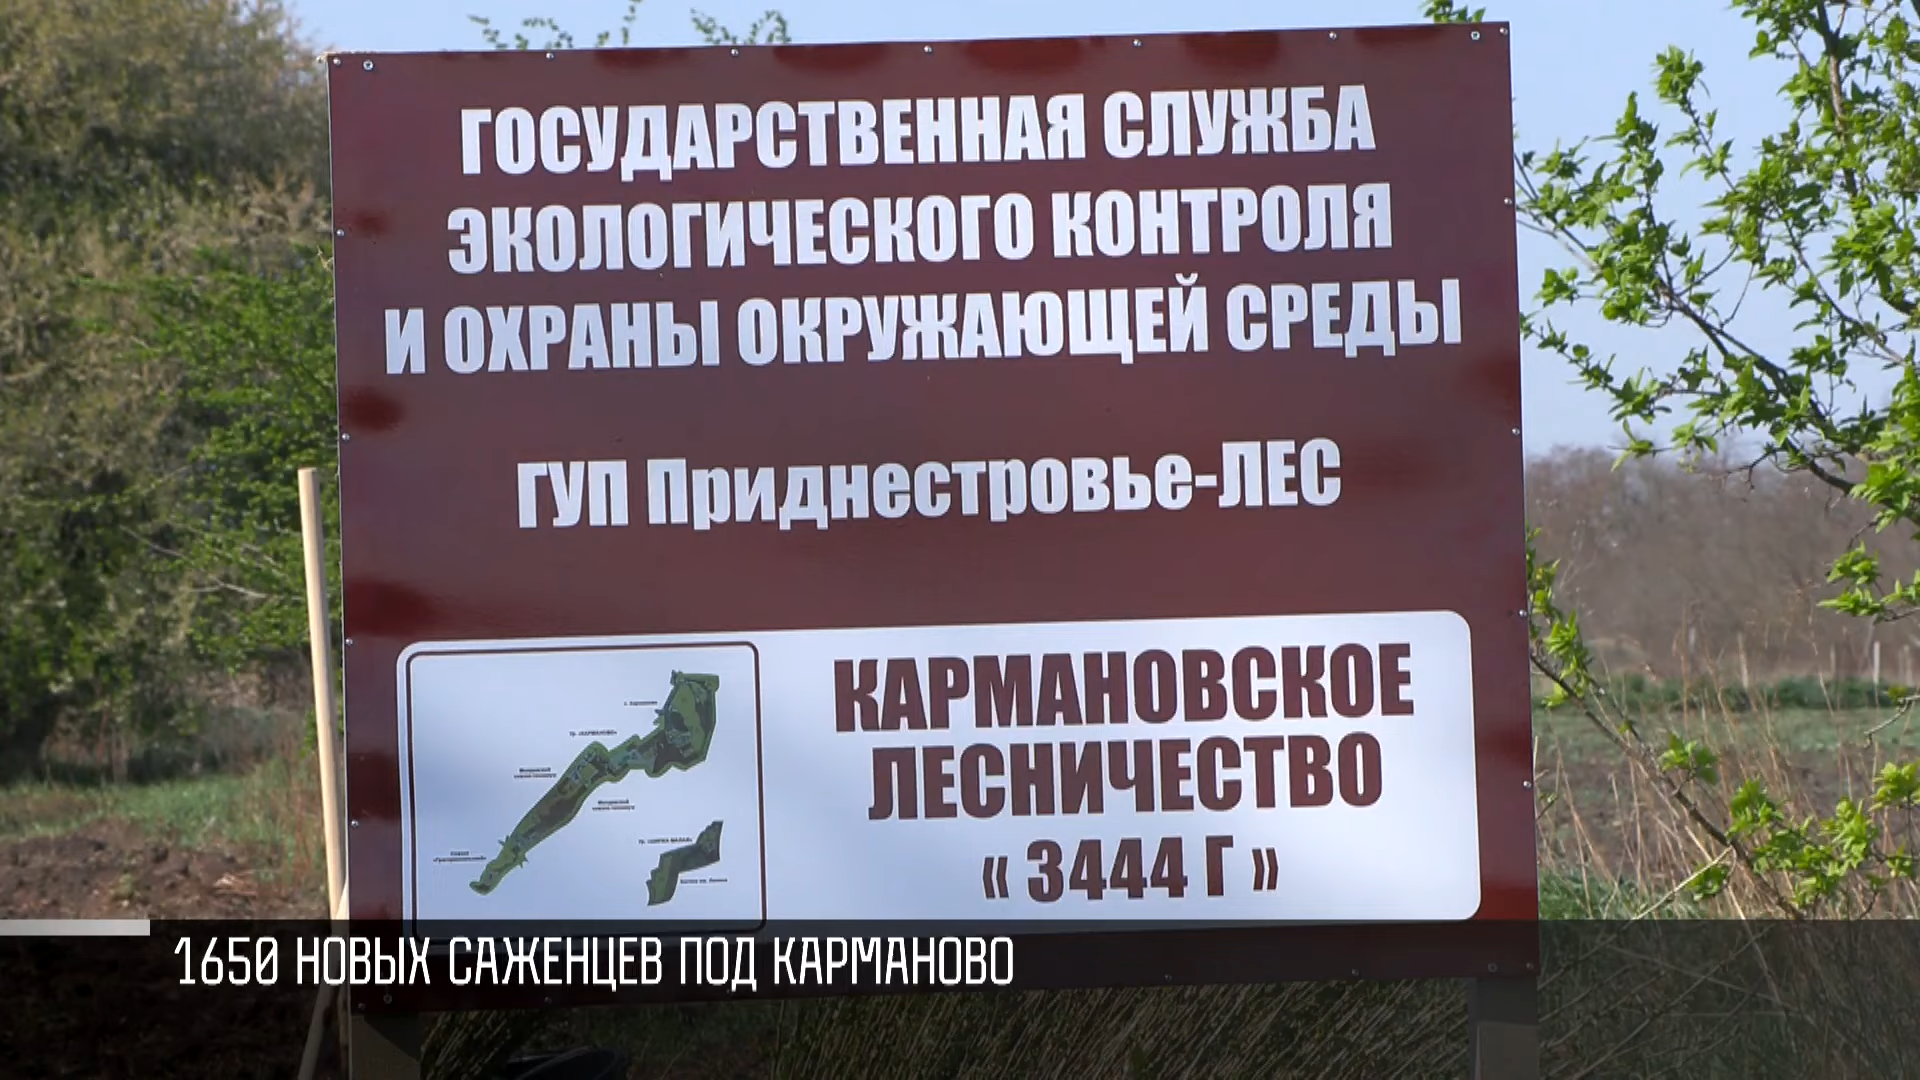 ГОСУДАРСТВЕННАЯ СЛУЖБА
ЭКОЛОГИЧЕСКОГО КОНТРОЛЯ
И ОХРАНЫ ОКРУЖАЮЩЕЙ СРЕДЫ
ГУП Приднестровье-ЛЕС
КАРМАНОВСКОЕ
ЛЕСНИЧЕСТВО
« 3444 Г »
1650 НОВЫХ САЖЕНЦЕВ ПОД КАРМАНОВО